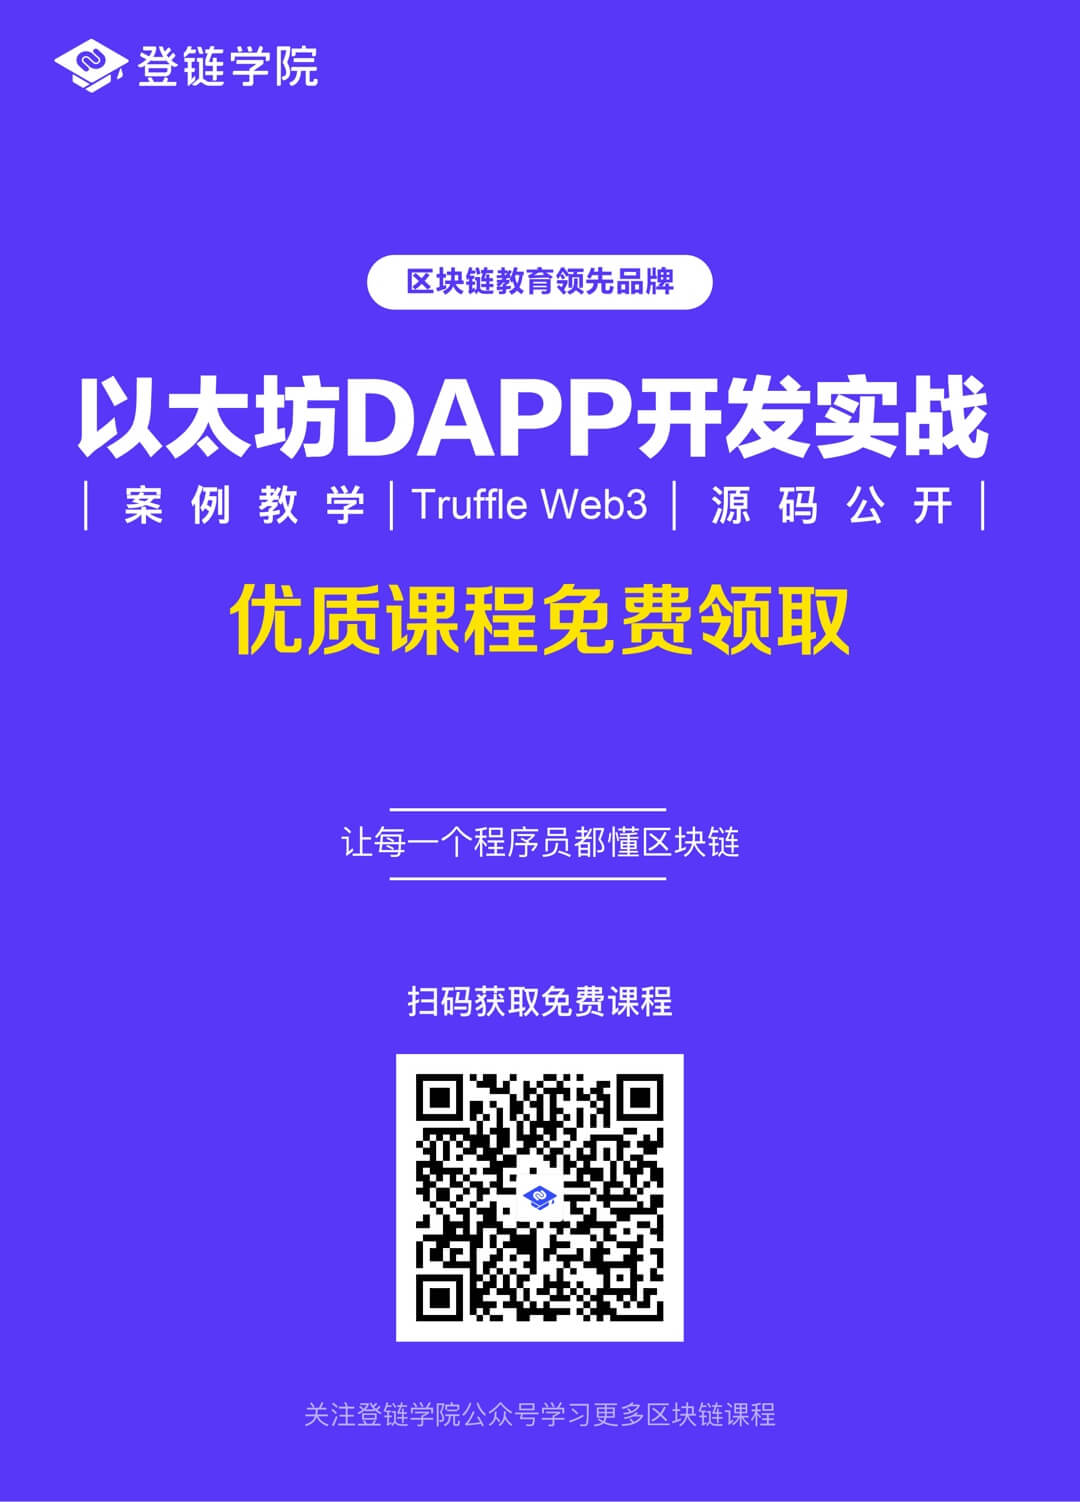 登链学院
区块链教育领先品牌
以太坊DAPP开发实战
| 案例教学 | Truffle Web3 | 源码公开 |
优质课程免费领取
让每一个程序员都懂区块链
扫码获取免费课程
关注登链学院公众号学习更多区块链课程